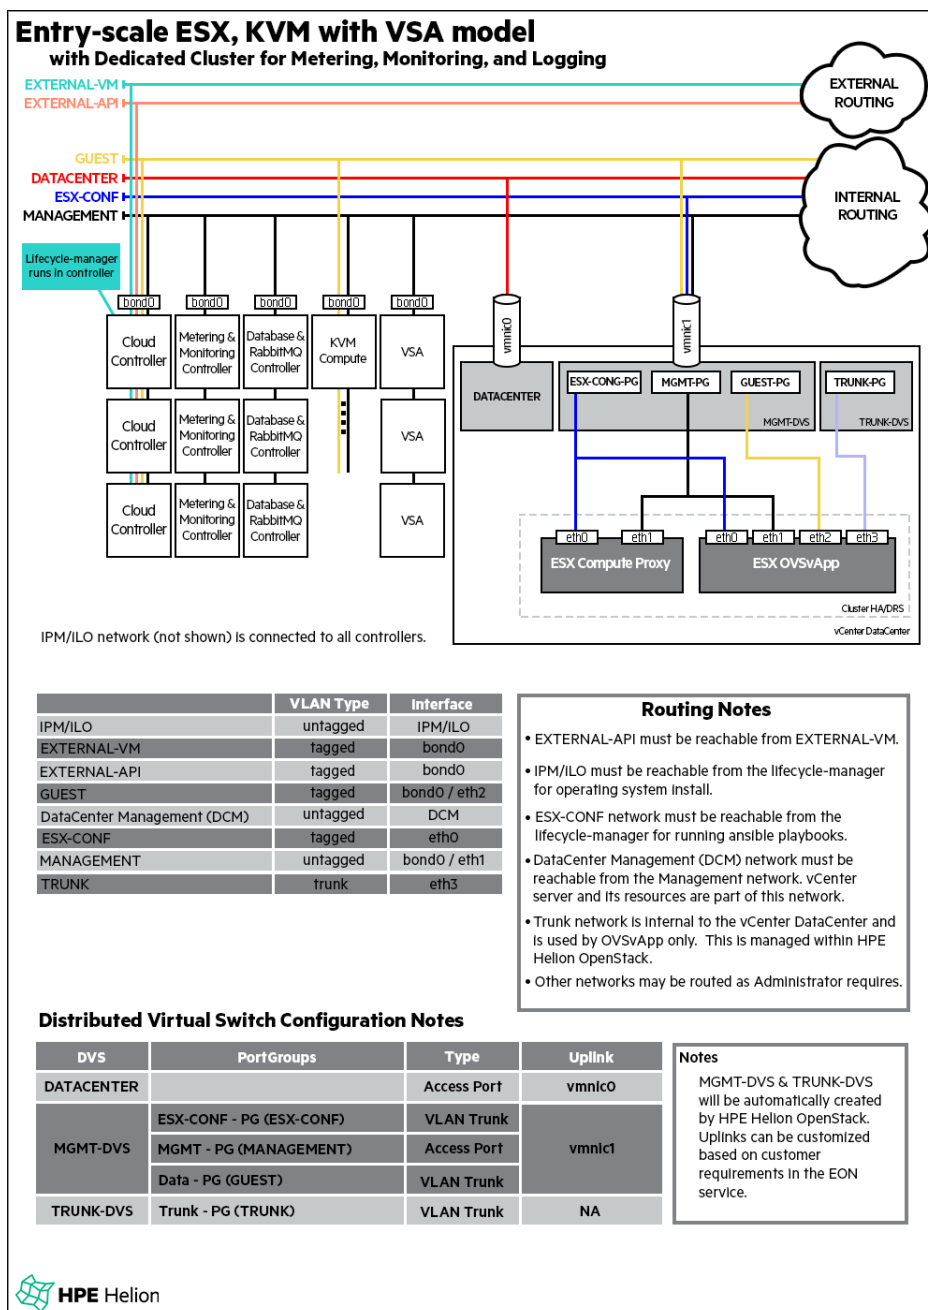 Entry-scale ESX, KVM with VSA model
with Dedicated Cluster for Metering, Monitoring, and Logging
EXTERNAL-VM
EXTERNAL-API
EXTERNAL
ROUTING
GUEST
DATACENTER
ESX-CONF
MANAGEMENT
INTERNAL
ROUTING
Lifecycle-manager
runs in controller
bond0
bond0
bond0
bond0
bond0
vmnic0
vmnic1
Cloud
Controller
Metering &
Monitoring
Controller
Database &
RabbitMQ
Controller
KVM
Compute
VSA
Cloud
Controller
Metering &
Monitoring
Controller
Database &
RabbitMQ
Controller
VSA
Cloud
Controller
Metering &
Monitoring
Controller
Database &
RabbitMQ
Controller
VSA
DATACENTER
ESX-CONG-PG
MGMT-PG
GUEST-PG
MGMT-DVS
TRUNK-PG
TRUNK-DVS
eth0
eth1
ESX Compute Proxy
eth0
eth1
eth2
eth3
ESX OVSvApp
Cluster HA/DRS
vCenter DataCenter
IPM/ILO network (not shown) is connected to all controllers.
VLAN Type Interface
IPM/ILO untagged IPM/ILO
EXTERNAL-VM tagged bond0
EXTERNAL-API tagged bond0
GUEST tagged bond0 / eth2
DataCenter Management (DCM) untagged DCM
ESX-CONF tagged eth0
MANAGEMENT untagged bond0 / eth1
TRUNK trunk eth3
Routing Notes
• EXTERNAL-API must be reachable from EXTERNAL-VM.
• IPM/ILO must be reachable from the lifecycle-manager
for operating system install.
• ESX-CONF network must be reachable from the
lifecycle-manager for running ansible playbooks.
• DataCenter Management (DCM) network must be
reachable from the Management network. vCenter
server and its resources are part of this network.
• Trunk network is internal to the vCenter DataCenter and
is used by OVSvApp only. This is managed within HPE
Helion OpenStack.
• Other networks may be routed as Administrator requires.
Distributed Virtual Switch Configuration Notes
DVS PortGroups Type Uplink
DATACENTER Access Port vmnic0
ESX-CONF - PG (ESX-CONF) VLAN Trunk
MGMT-DVS MGMT - PG (MANAGEMENT) Access Port vmnic1
Data - PG (GUEST) VLAN Trunk
TRUNK-DVS Trunk - PG (TRUNK) VLAN Trunk NA
Notes
MGMT-DVS & TRUNK-DVS
will be automatically created
by HPE Helion OpenStack.
Uplinks can be customized
based on customer
requirements in the EON
service.
HPE Helion